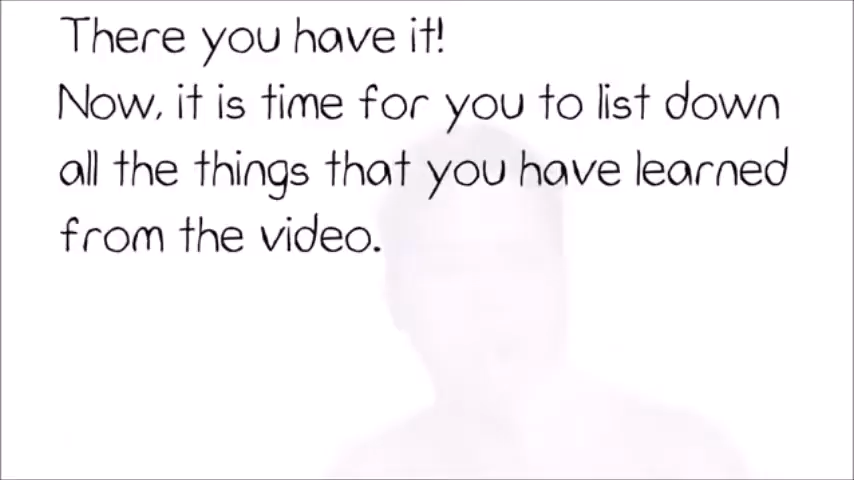 There you have it!
Now, it is time for you to list down
all the things that you have learned
from the video.